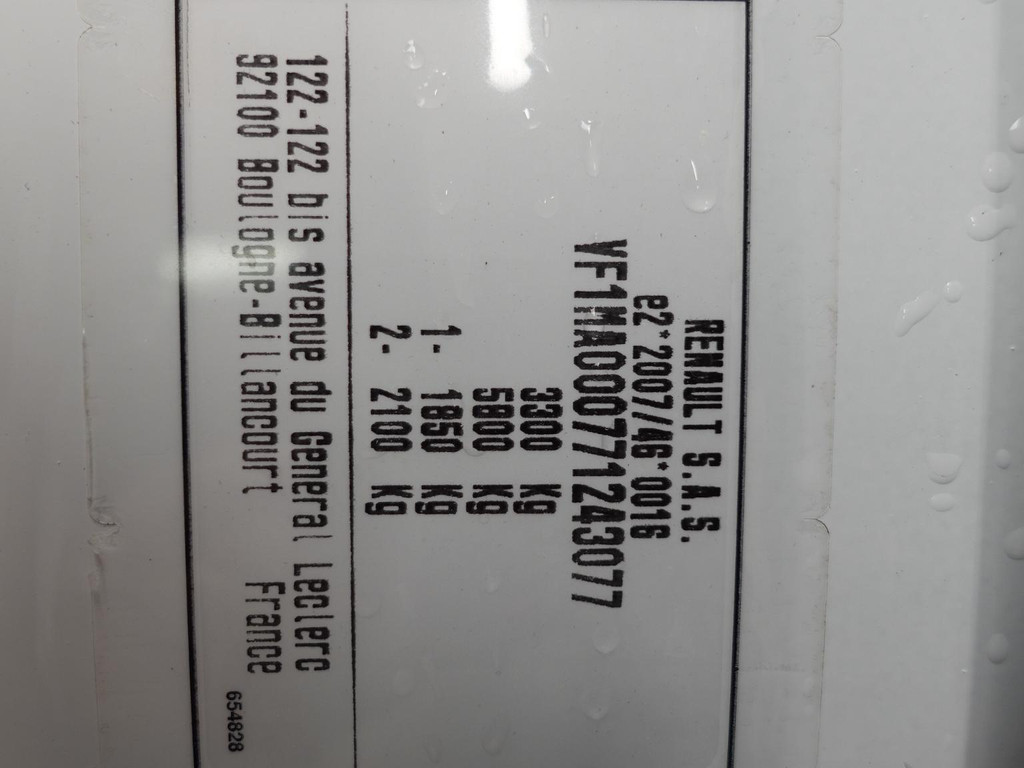 RENAULT S.A.S.
e2*2007/46*0016
VF1MA000771243077
3300 Kg
5800 Kg
1- 1850 Kg
2- 2100 Kg
122-122 bis avenue du General Leclerc
92100 Boulogne-Billancourt France
654828